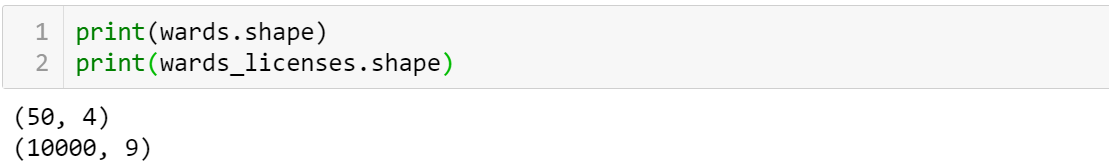 1 print(wards.shape)
2 print(wards_licenses.shape)
(50, 4)
(10000, 9)